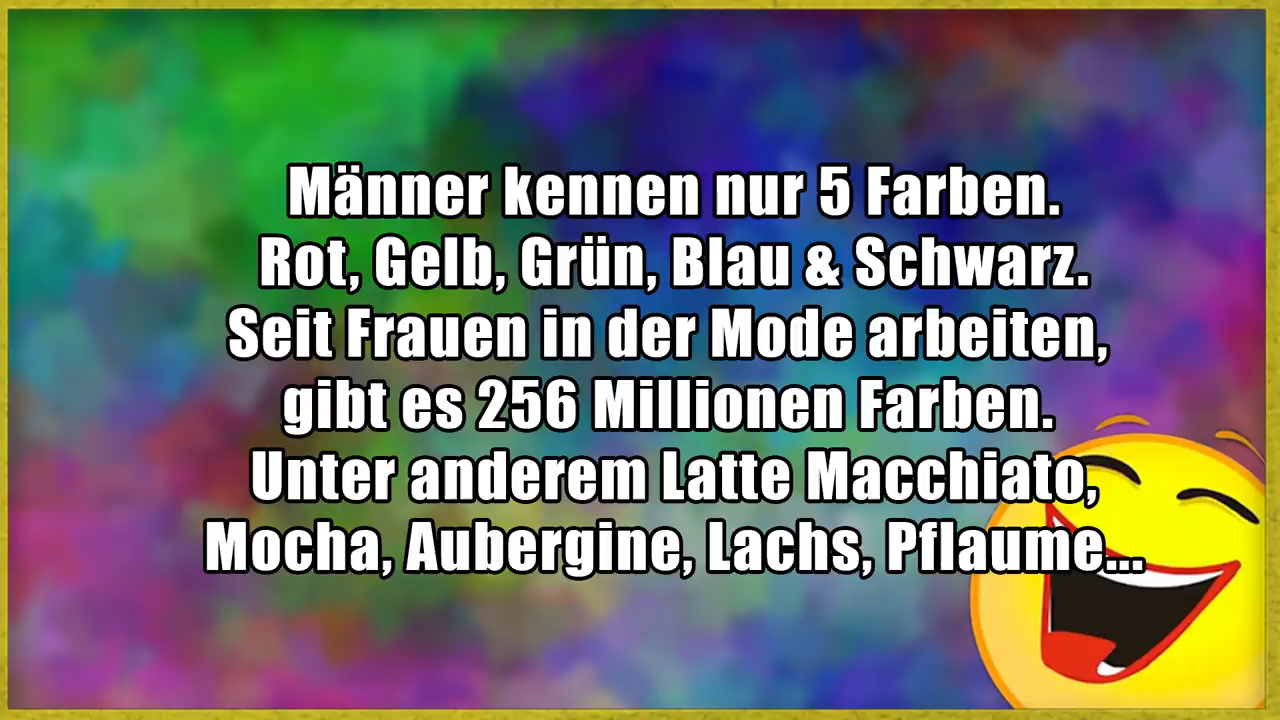 Männer kennen nur 5 Farben.
Rot, Gelb, Grün, Blau & Schwarz.
Seit Frauen in der Mode arbeiten,
gibt es 256 Millionen Farben.
Unter anderem Latte Macchiato,
Mocha, Aubergine, Lachs, Pflaume...